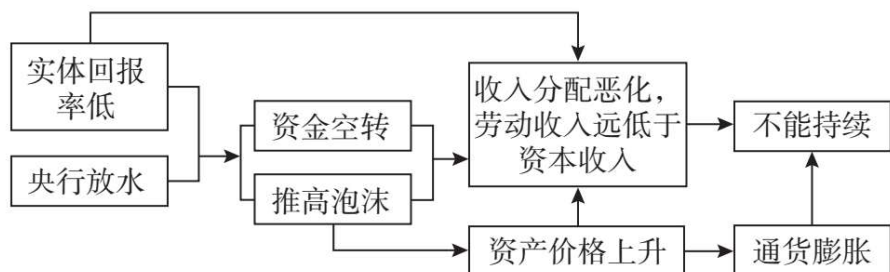 实体回报
率低
央行放水
资金空转
推高泡沫
收入分配恶化，
劳动收入远低于
资本收入
资产价格上升
不能持续
通货膨胀